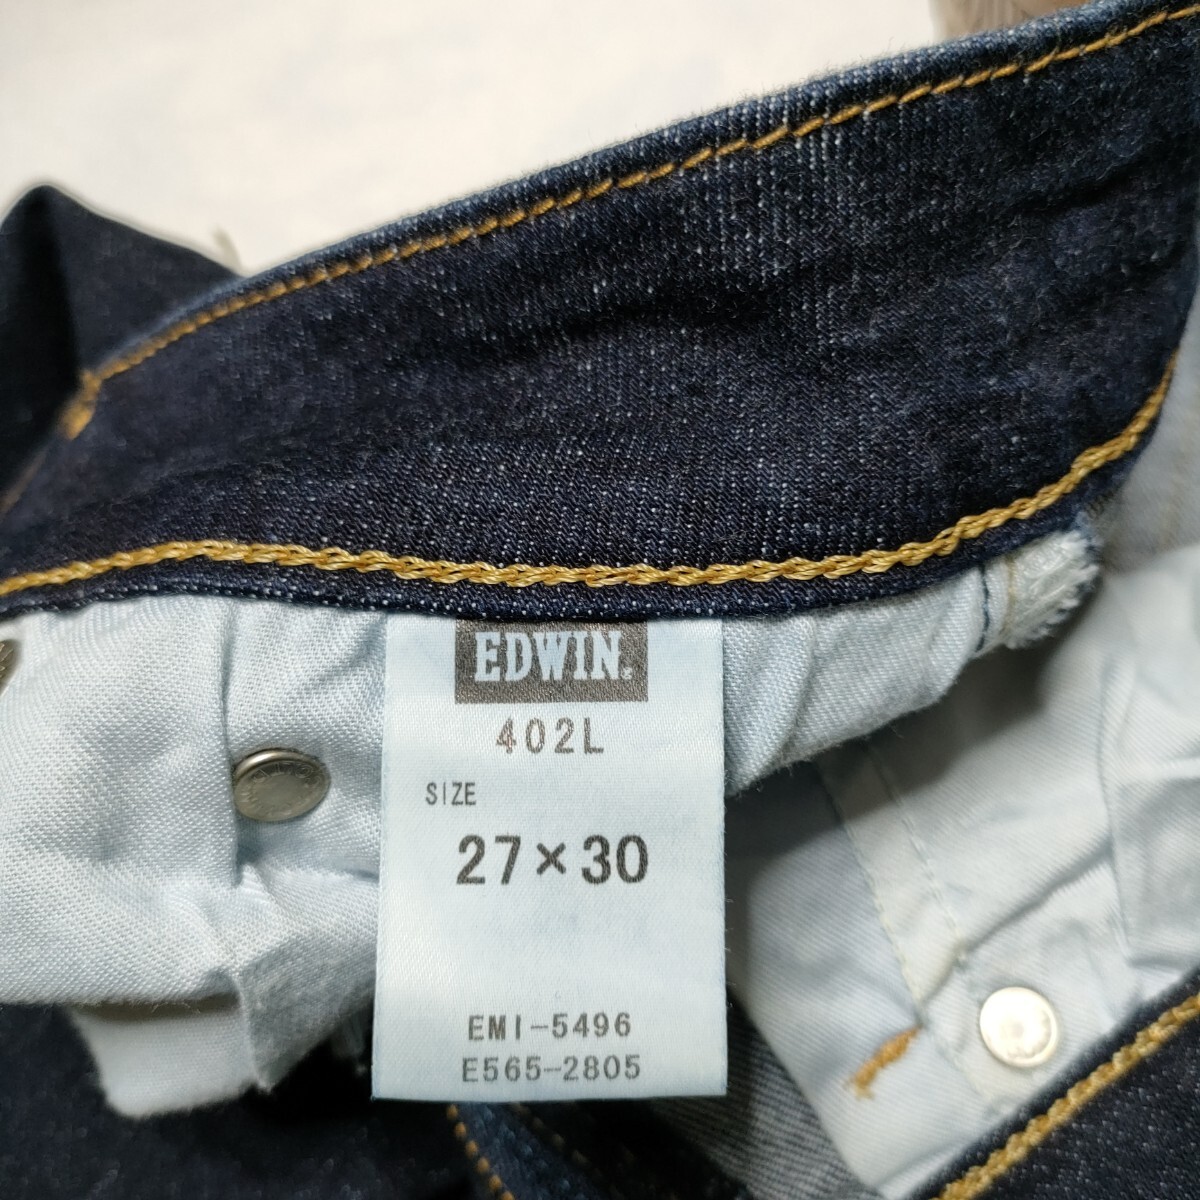 EDWIN®
402L
SIZE
27×30
EMI-5496
E565-2805